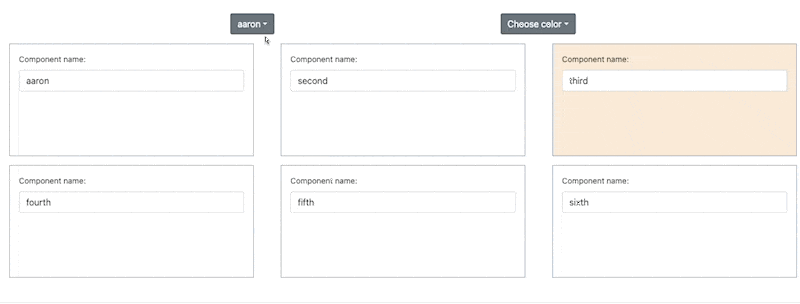 aaron
Choose color
Component name:
aaron
Component name:
second
Component name:
third
Component name:
fourth
Component name:
fifth
Component name:
sixth